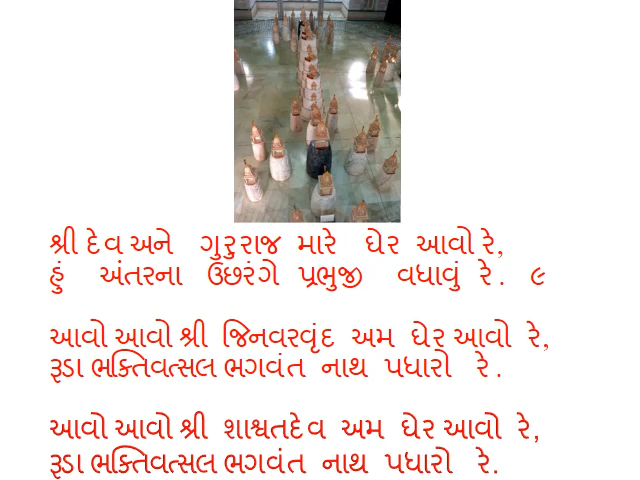 શ્રી દેવ અને ગુરુરાજ મારે ઘેર આવો રે,
હું અંતરના ઉછરંગે પ્રભુજી વધાવું રે. ૯
આવો આવો શ્રી જિનવરવૃંદ અમ ઘેર આવો રે,
રૂડા ભક્તિવત્સલ ભગવંત નાથ પધારો રે.
આવો આવો શ્રી શાશ્વતદેવ અમ ઘેર આવો રે,
રૂડા ભક્તિવત્સલ ભગવંત નાથ પધારો રે.